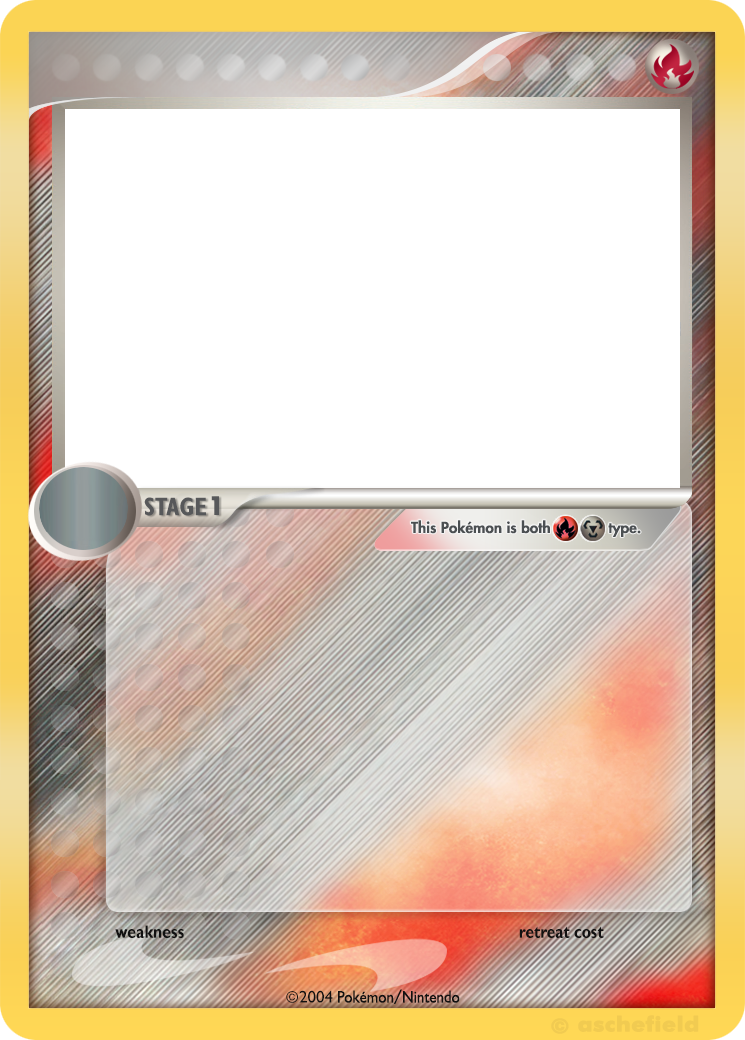 STAGE 1
This Pokémon is both type.
weakness retreat cost
©2004 Pokémon/Nintendo
© aschefield